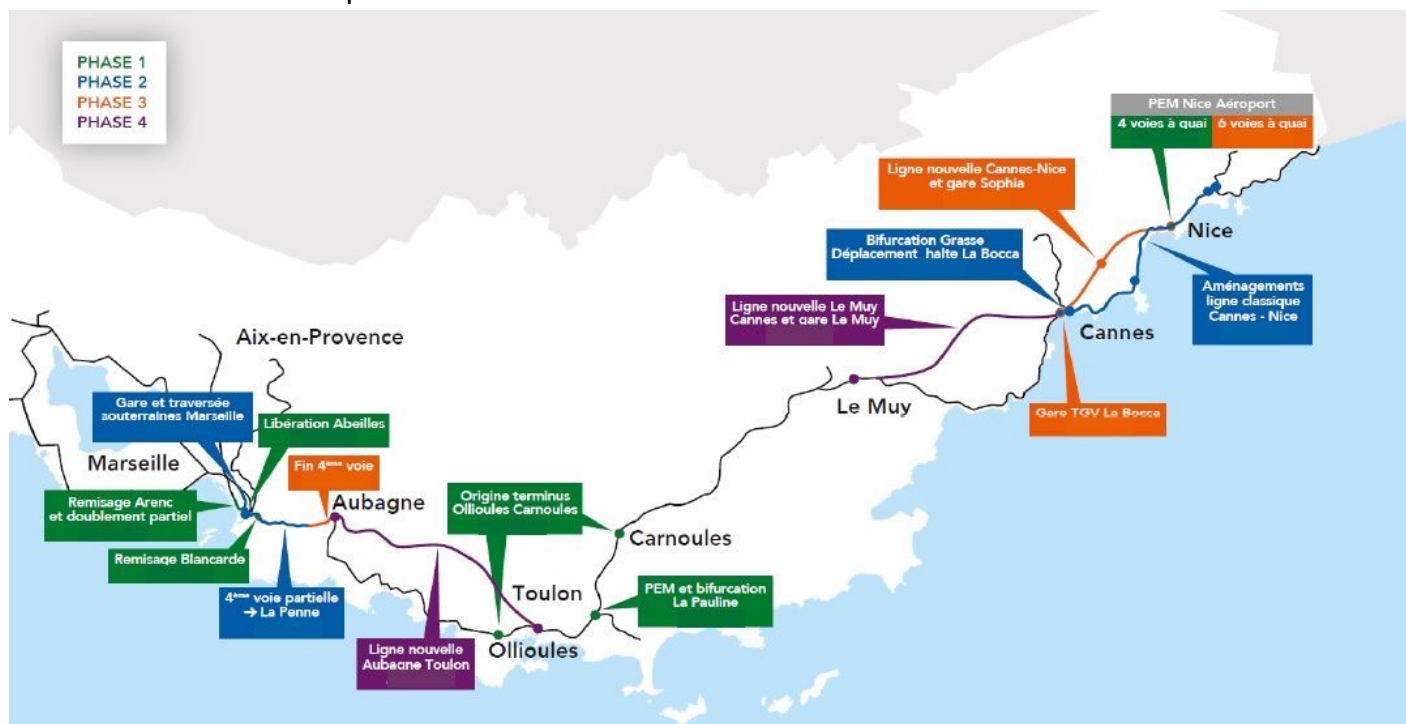 PHASE 1
PHASE 2
PHASE 3
PHASE 4
PEM Nice Aéroport
4 voies à quai
6 voies à quai
Ligne nouvelle Cannes-Nice
et gare Sophia
Nice
Bifurcation Grasse
Déplacement halte La Bocca
Aménagements
ligne classique
Cannes - Nice
Ligne nouvelle Le Muy
Cannes et gare Le Muy
Cannes
Aix-en-Provence
Le Muy
Gare TGV La Bocca
Gare et traversée
souterraines Marseille
Libération Abeilles
Marseille
Fin 4ème voie
Aubagne
Remisage Arenc
et doublement partiel
Origine terminus
Ollioules Carnoules
Carnoules
Remisage Blancarde
4ème voie partielle
→ La Penne
Toulon
PEM et bifurcation
La Pauline
Ligne nouvelle
Aubagne Toulon
Ollioules